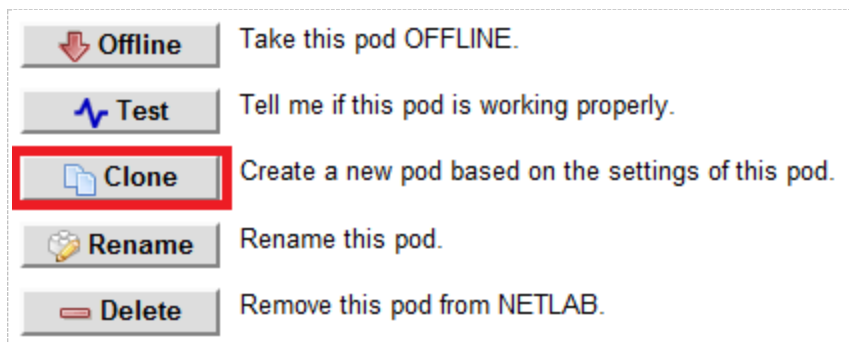 Offline Take this pod OFFLINE.
Test Tell me if this pod is working properly.
Clone Create a new pod based on the settings of this pod.
Rename Rename this pod.
Delete Remove this pod from NETLAB.